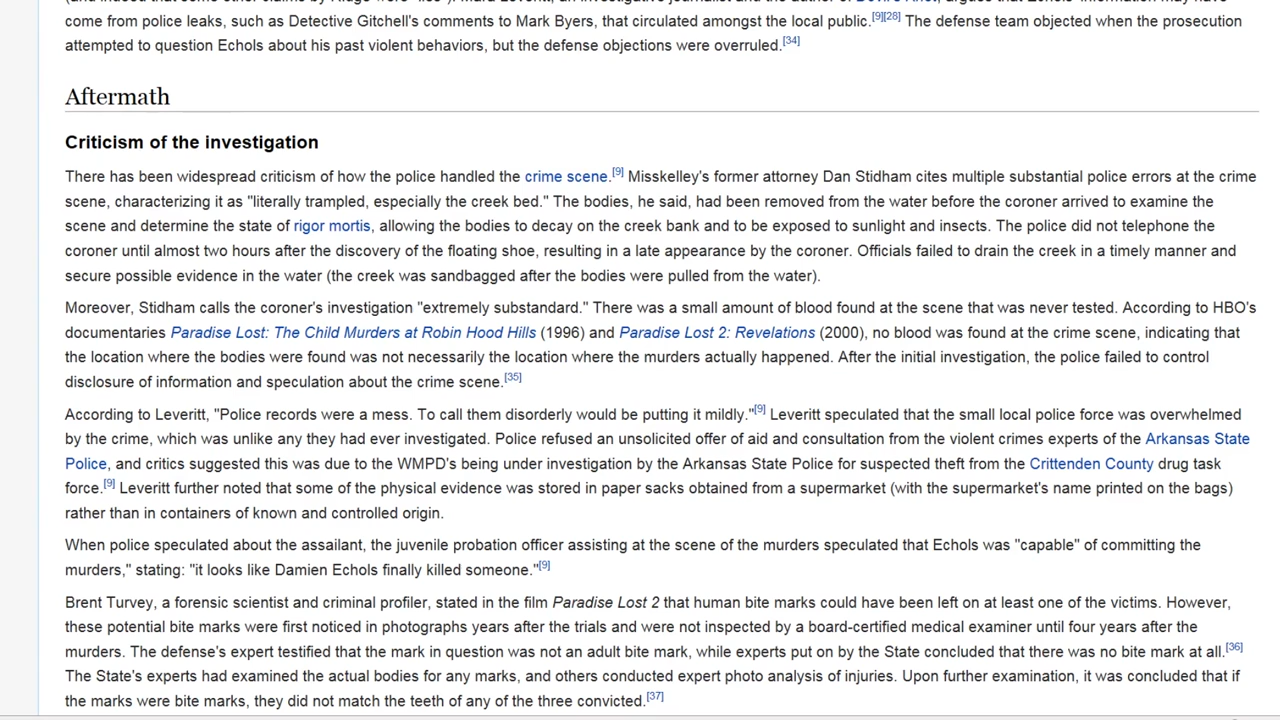 come from police leaks, such as Detective Gitchell's comments to Mark Byers, that circulated amongst the local public.[9][28] The defense team objected when the prosecution
attempted to question Echols about his past violent behaviors, but the defense objections were overruled.[34]
Aftermath
Criticism of the investigation
There has been widespread criticism of how the police handled the crime scene.[9] Misskelley's former attorney Dan Stidham cites multiple substantial police errors at the crime
scene, characterizing it as "literally trampled, especially the creek bed." The bodies, he said, had been removed from the water before the coroner arrived to examine the
scene and determine the state of rigor mortis, allowing the bodies to decay on the creek bank and to be exposed to sunlight and insects. The police did not telephone the
coroner until almost two hours after the discovery of the floating shoe, resulting in a late appearance by the coroner. Officials failed to drain the creek in a timely manner and
secure possible evidence in the water (the creek was sandbagged after the bodies were pulled from the water).
Moreover, Stidham calls the coroner's investigation "extremely substandard." There was a small amount of blood found at the scene that was never tested. According to HBO's
documentaries Paradise Lost: The Child Murders at Robin Hood Hills (1996) and Paradise Lost 2: Revelations (2000), no blood was found at the crime scene, indicating that
the location where the bodies were found was not necessarily the location where the murders actually happened. After the initial investigation, the police failed to control
disclosure of information and speculation about the crime scene.[35]
According to Leveritt, "Police records were a mess. To call them disorderly would be putting it mildly."[9] Leveritt speculated that the small local police force was overwhelmed
by the crime, which was unlike any they had ever investigated. Police refused an unsolicited offer of aid and consultation from the violent crimes experts of the Arkansas State
Police, and critics suggested this was due to the WMPD's being under investigation by the Arkansas State Police for suspected theft from the Crittenden County drug task
force.[9] Leveritt further noted that some of the physical evidence was stored in paper sacks obtained from a supermarket (with the supermarket's name printed on the bags)
rather than in containers of known and controlled origin.
When police speculated about the assailant, the juvenile probation officer assisting at the scene of the murders speculated that Echols was "capable" of committing the
murders," stating: "it looks like Damien Echols finally killed someone."[9]
Brent Turvey, a forensic scientist and criminal profiler, stated in the film Paradise Lost 2 that human bite marks could have been left on at least one of the victims. However,
these potential bite marks were first noticed in photographs years after the trials and were not inspected by a board-certified medical examiner until four years after the
murders. The defense's expert testified that the mark in question was not an adult bite mark, while experts put on by the State concluded that there was no bite mark at all.[36]
The State's experts had examined the actual bodies for any marks, and others conducted expert photo analysis of injuries. Upon further examination, it was concluded that if
the marks were bite marks, they did not match the teeth of any of the three convicted.[37]